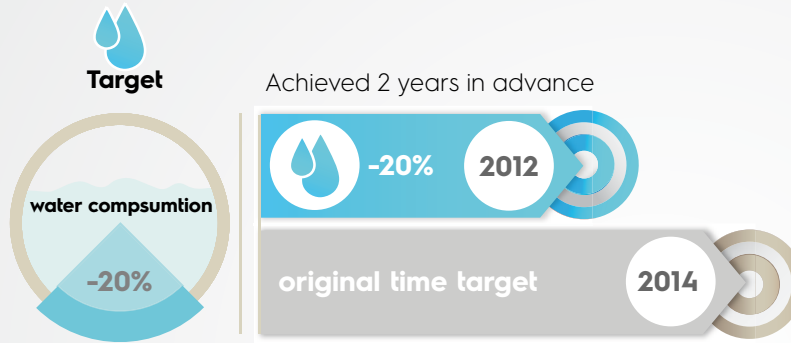 Target
water compsumtion
-20%
Achieved 2 years in advance
-20%
2012
original time target
2014